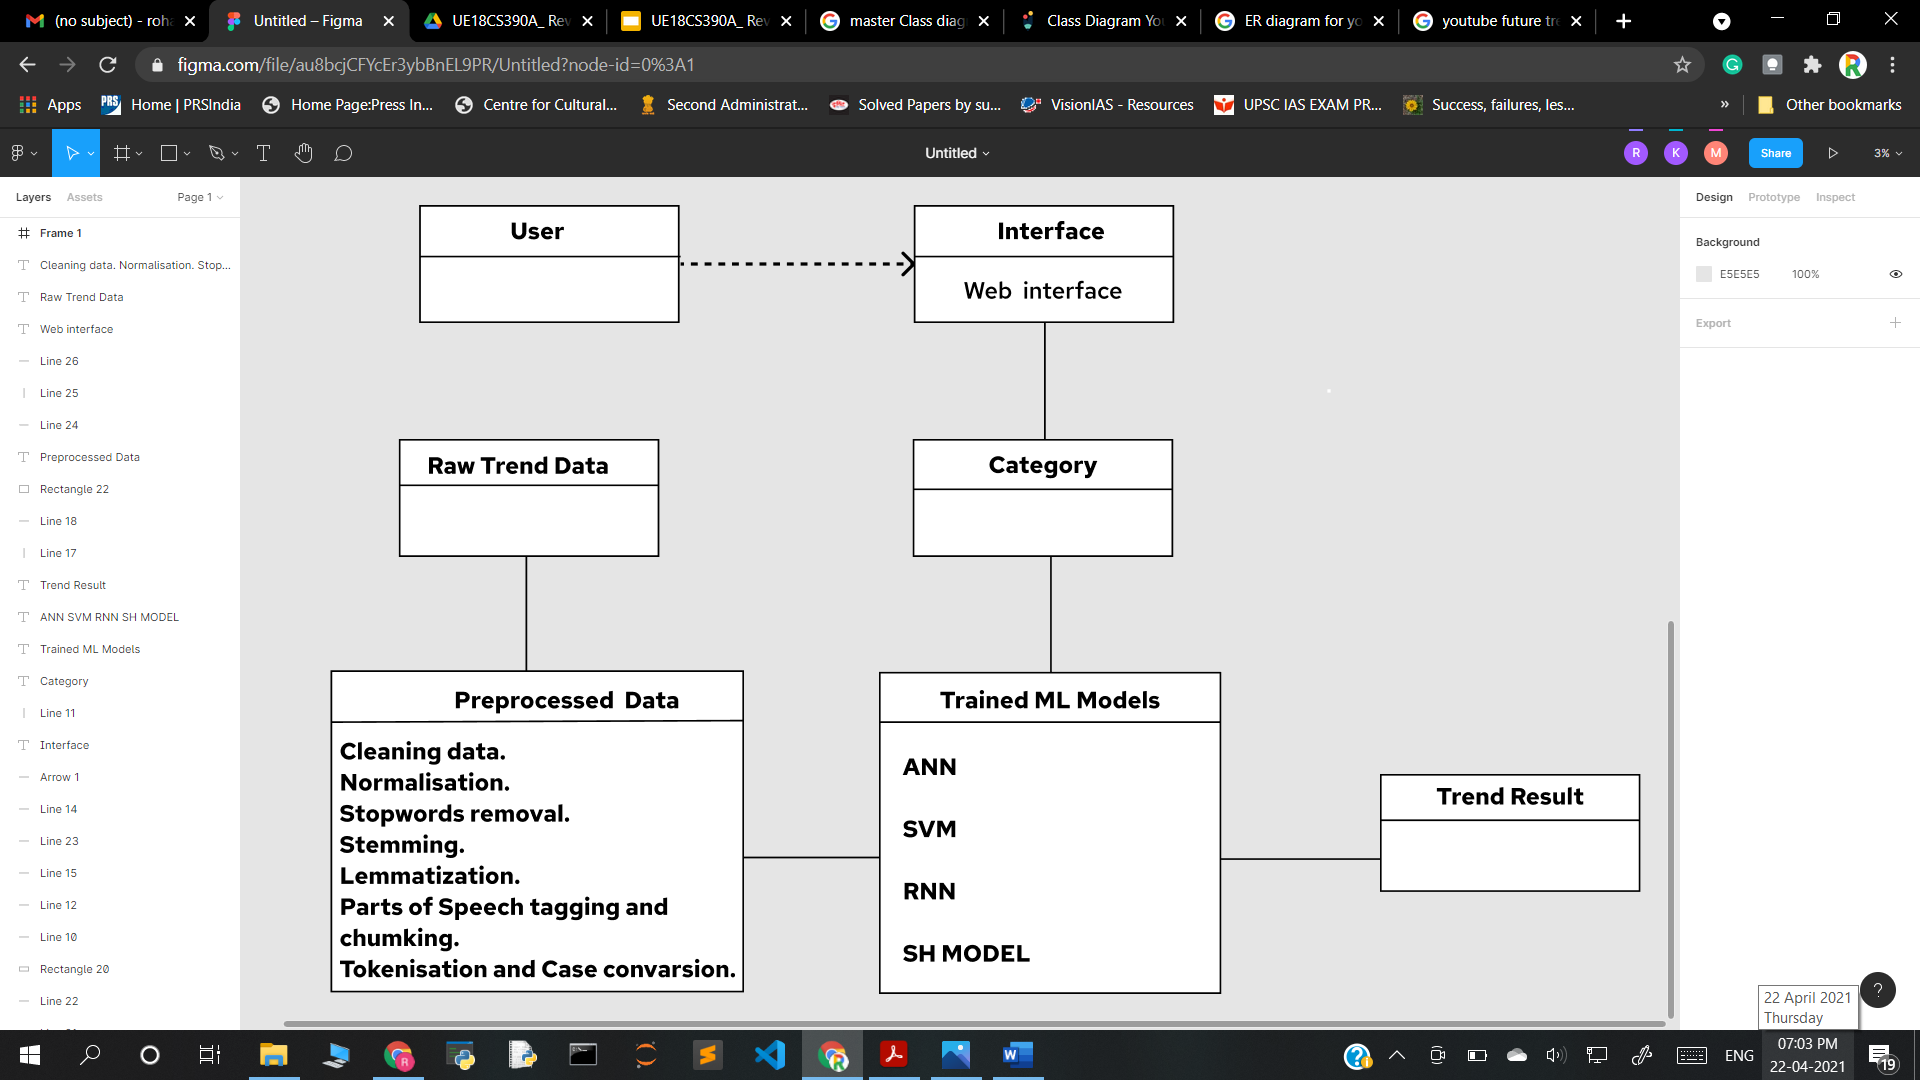 (no subject) - roha
Untitled – Figma
UE18CS390A_ Rev
UE18CS390A_ Rev
master Class diag
Class Diagram You
ER diagram for yo
youtube future tre
figma.com/file/au8bcjCFYcEr3ybBnEL9PR/Untitled?node-id=0%3A1
Apps
PRS
Home | PRSIndia
Home Page:Press In...
Centre for Cultural...
Second Administrat...
Solved Papers by su...
VisionIAS - Resources
UPSC IAS EXAM PR...
Success, failures, les...
»
Other bookmarks
Untitled
R
K
M
Share
3%
Layers
Assets
Page 1
Frame 1
Cleaning data. Normalisation. Stop...
Raw Trend Data
Web interface
Line 26
Line 25
Line 24
Preprocessed Data
Rectangle 22
Line 18
Line 17
Trend Result
ANN SVM RNN SH MODEL
Trained ML Models
Category
Line 11
Interface
Arrow 1
Line 14
Line 23
Line 15
Line 12
Line 10
Rectangle 20
Line 22
User
Interface
Web interface
Raw Trend Data
Category
Preprocessed Data
Cleaning data.
Normalisation.
Stopwords removal.
Stemming.
Lemmatization.
Parts of Speech tagging and
chumking.
Tokenisation and Case convarsion.
Trained ML Models
ANN
SVM
RNN
SH MODEL
Trend Result
Design
Prototype
Inspect
Background
E5E5E5
100%
Export
?
22 April 2021
Thursday
ENG
07:03 PM
22-04-2021
19